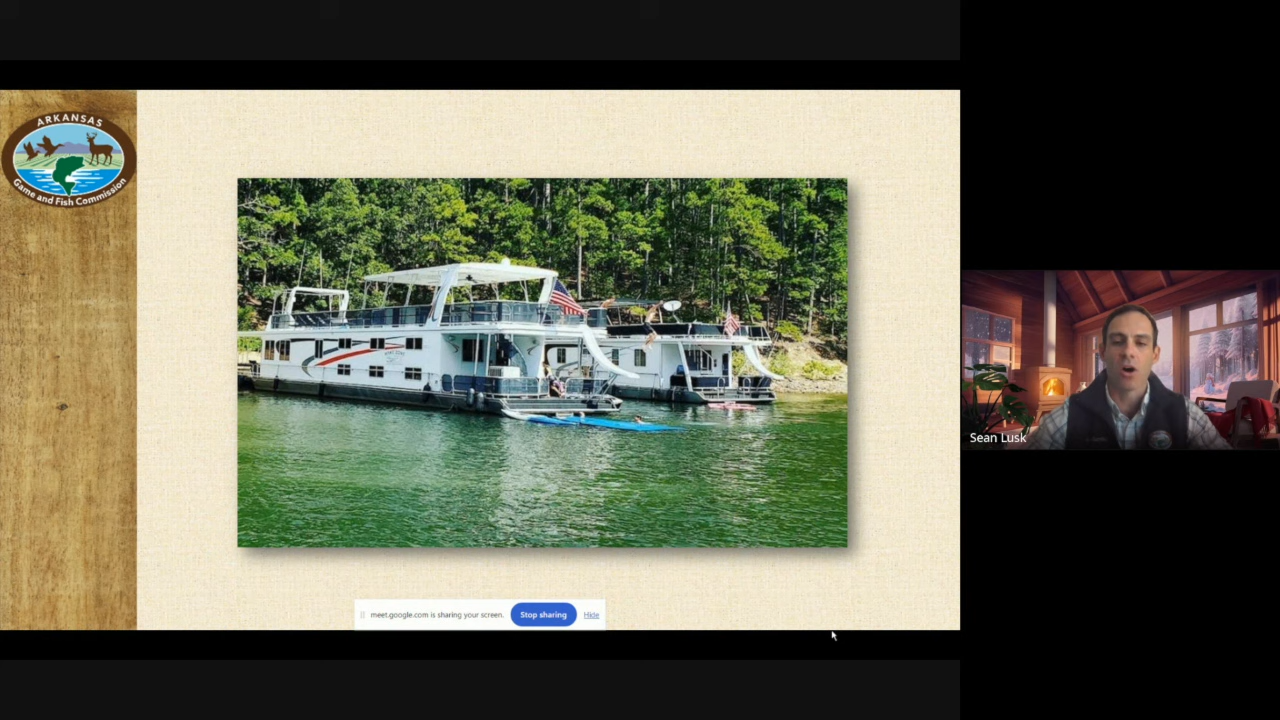 ARKANSAS
Game and Fish Commission
meet.google.com is sharing your screen.
Stop sharing
Hide
Sean Lusk